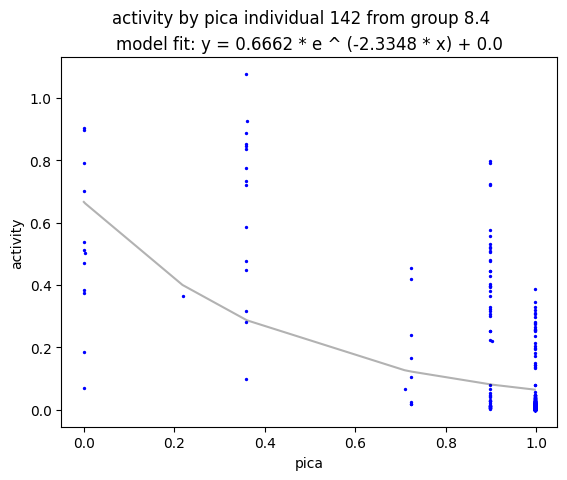 activity by pica individual 142 from group 8.4
model fit: y = 0.6662 * e ^ (-2.3348 * x) + 0.0
1.0
0.8
0.6
0.4
0.2
0.0
activity
0.0 0.2 0.4 0.6 0.8 1.0
pica